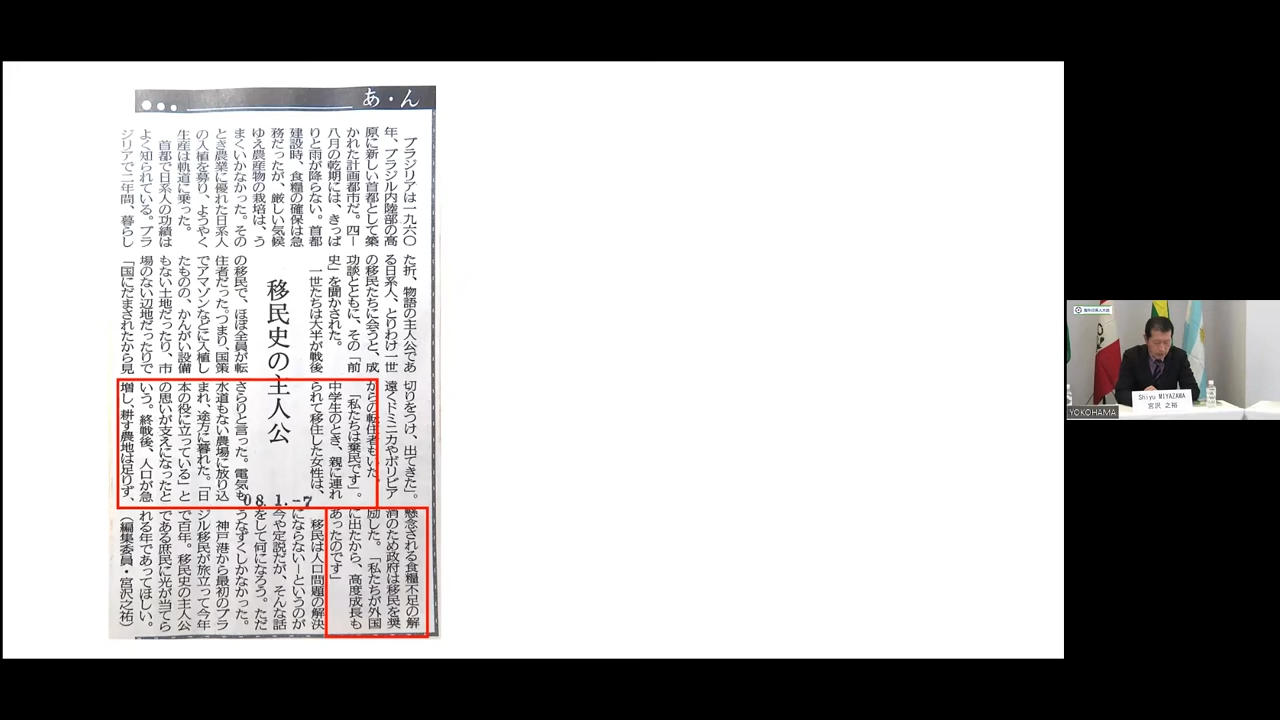 あ・ん
ブラジリアは一九六〇
年、ブラジル内陸部の高
原に新しい首都として築
かれた計画都市だ。四ー
八月の乾期には、きっぱ
りと雨が降らない。首都
建設時、食糧の確保は急
務だったが、厳しい気候
ゆえ農産物の栽培は、う
まくいかなかった。その
とき農業に優れた日系人
の入植を募り、ようやく
生産は軌道に乗った。
首都で日系人の功績は
よく知られている。ブラ
ジリアで二年間、暮らし
た折、物語の主人公であ
る日系人、とりわけ一世
の移民たちに会うと、成
功談とともに、その「前
史」を聞かされた。
一世たちは大半が戦後
移民史の主人公
の移民で、ほぼ全員が転
住者だった。つまり、国策
でアマゾンなどに入植し
たものの、かんがい設備
もない土地だったり、市
場のない辺地だったりで
「国にだまされたから見
切りをつけ、出てきた」。
遠くドミニカやボリビア
からの転住者もいた。
「私たちは棄民です」。
中学生のとき、親に連れ
られて移住した女性は、
さらりと言った。電気も
水道もない農場に放り込
まれ、途方に暮れた。「日
本の役に立っている」と
の思いが支えになったと
いう。終戦後、人口が急
増し、耕す農地は足りず、
08.1.-7
懸念される食糧不足の解
消のため政府は移民を奨
励した。「私たちが外国
に出たから、高度成長も
あったのです」
移民は人口問題の解決
にならない―というのが
今や定説だが、そんな話
をして何になろう。ただ
うなずくしかなかった。
神戸港から最初のブラ
ジル移民が旅立って今年
で百年。移民史の主人公
である庶民に光が当てら
れる年であってほしい。
（編集委員・宮沢之祐）
海外日系人大会
Shiyu MIYAZAWA
宮沢 之裕
YOKOHAMA